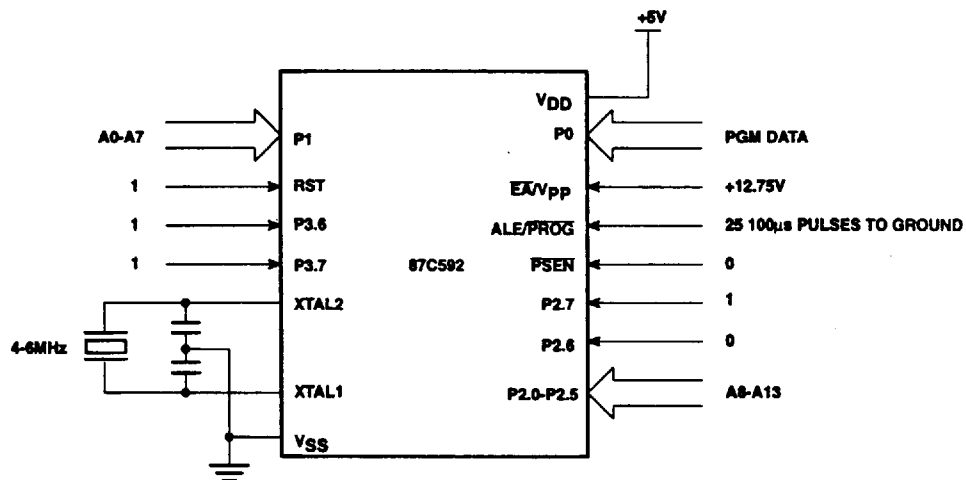 +5V
VDD
A0-A7
P1
P0
PGM DATA
1
RST
EA/VPP
+12.75V
1
P3.6
ALE/PROG
25 100µs PULSES TO GROUND
1
P3.7
87C592
PSEN
0
XTAL2
P2.7
1
4-6MHz
P2.6
0
XTAL1
P2.0-P2.5
A8-A13
VSS